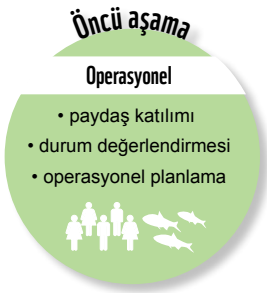 Öncü aşama
Operasyonel
• paydaş katılımı
• durum değerlendirmesi
• operasyonel planlama